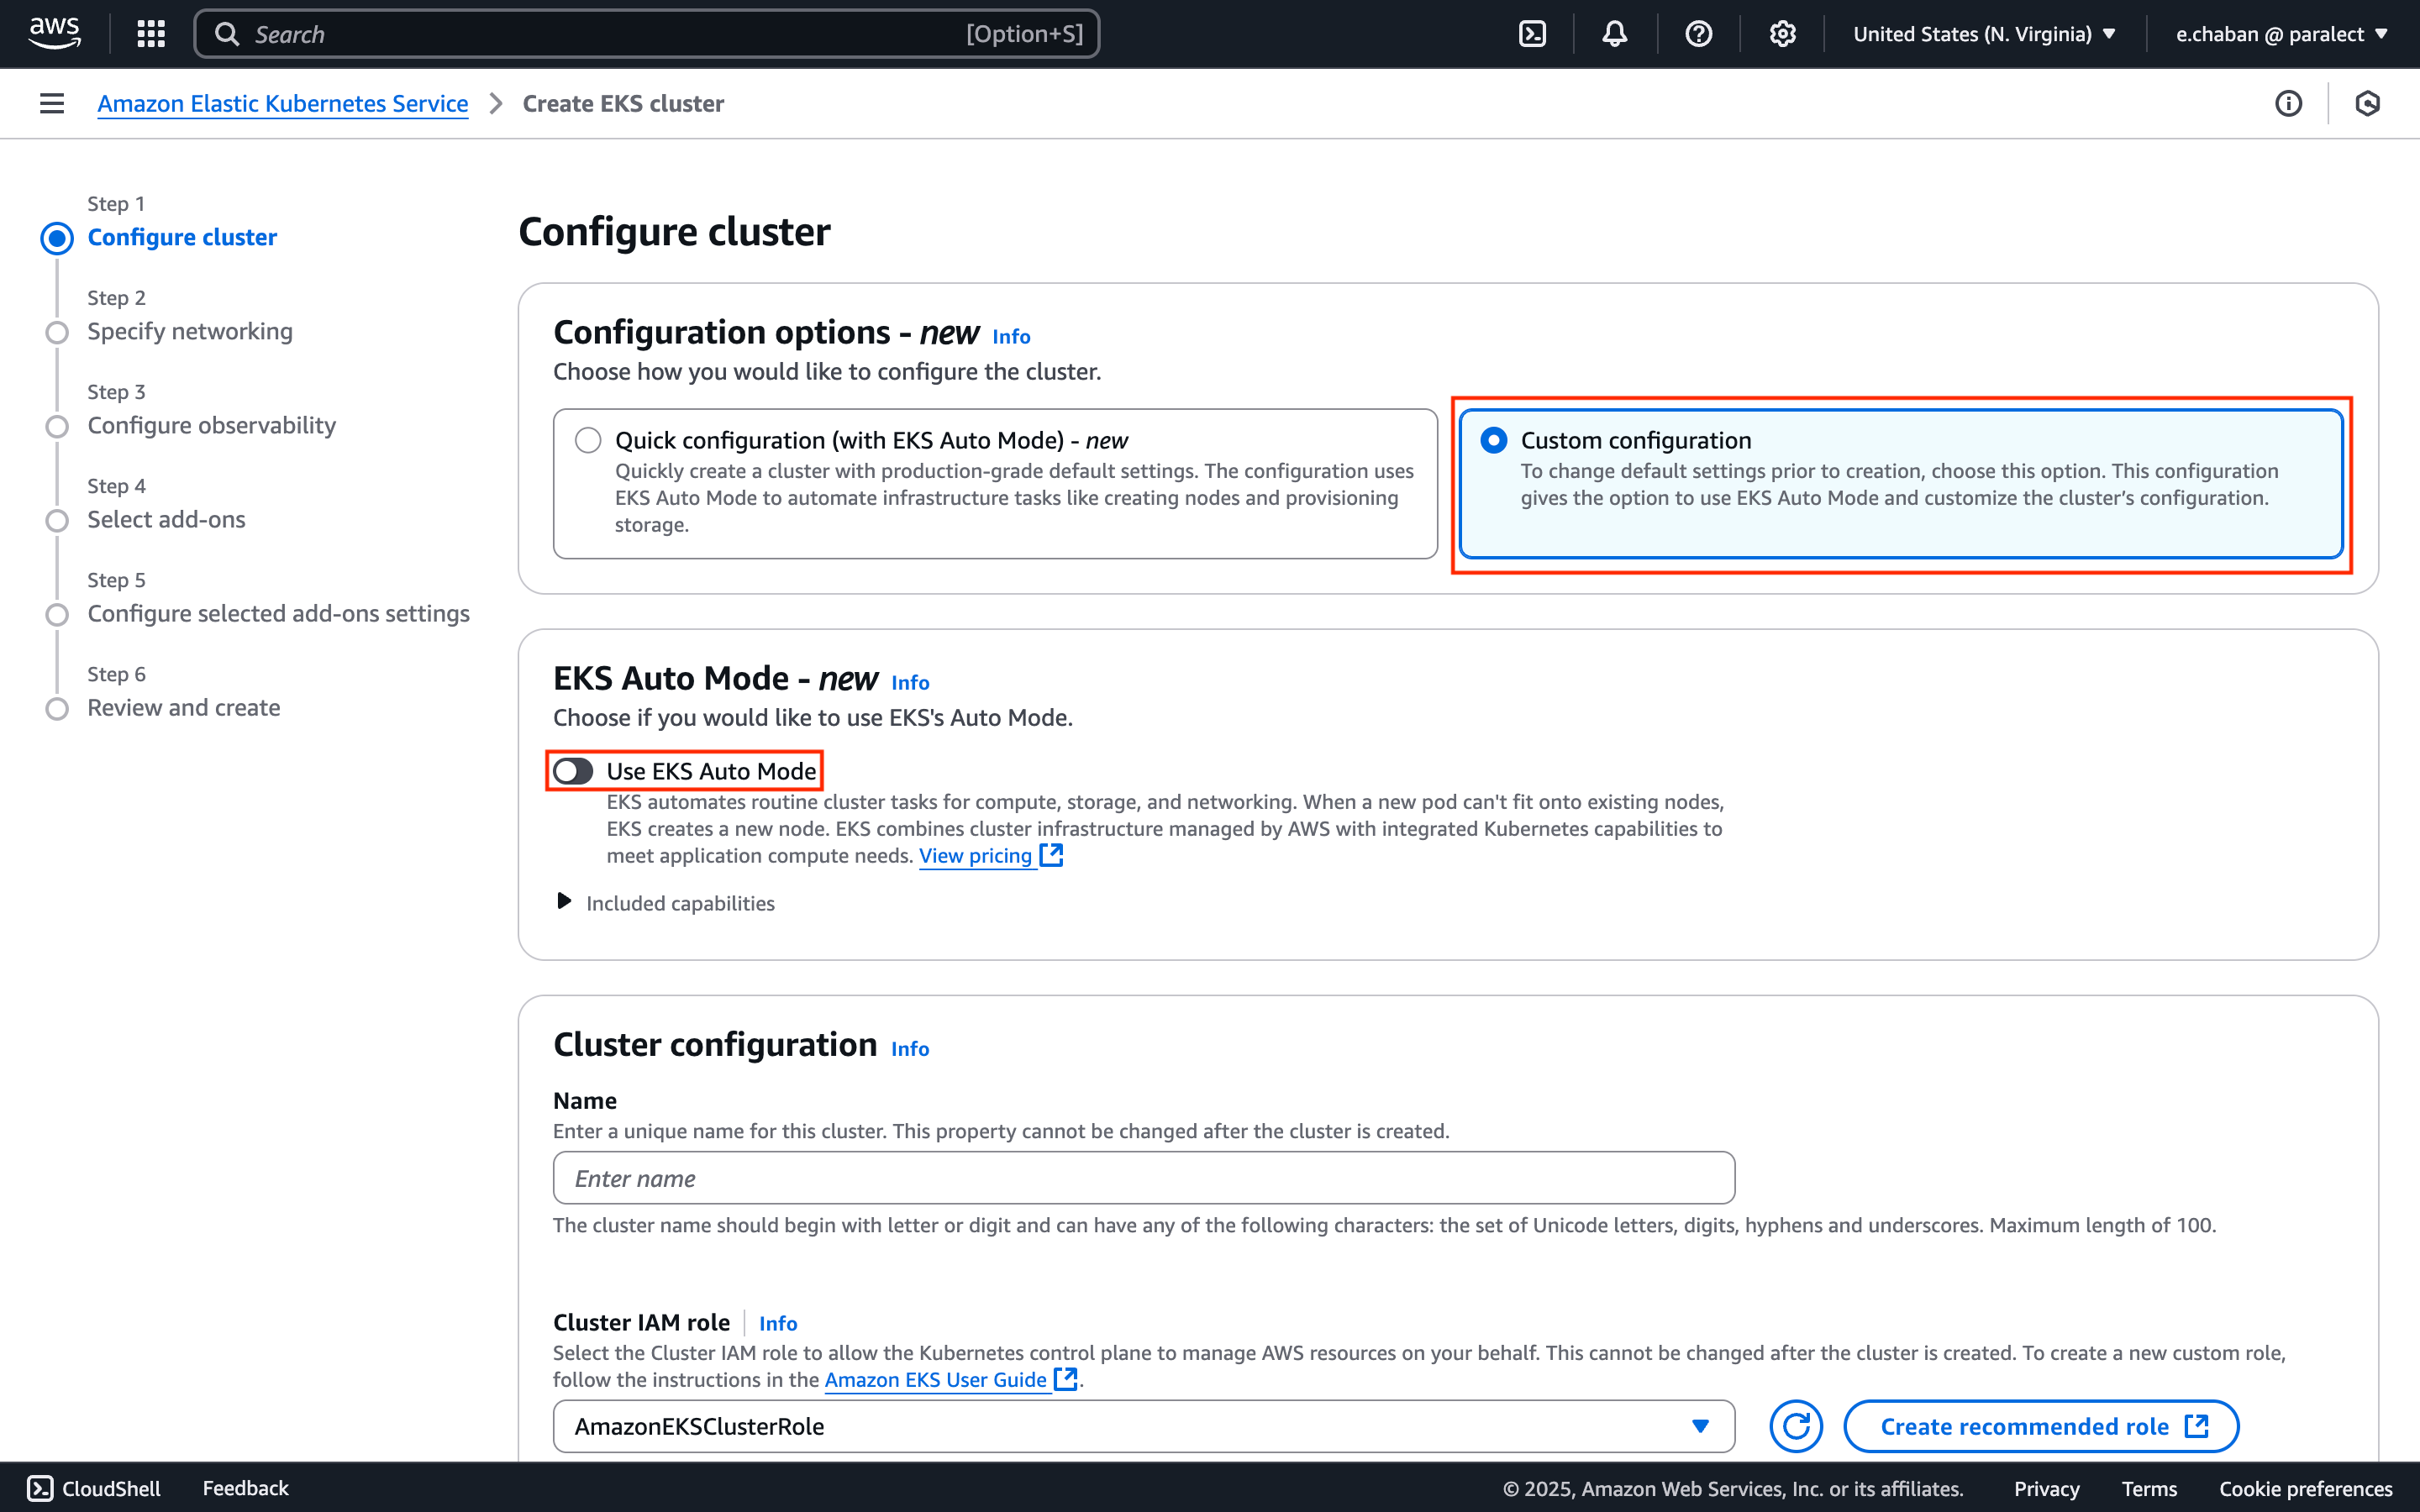 aws
Search
[Option+S]
United States (N. Virginia)
e.chaban @ paralect
Amazon Elastic Kubernetes Service
Create EKS cluster
Step 1
Configure cluster
Step 2
Specify networking
Step 3
Configure observability
Step 4
Select add-ons
Step 5
Configure selected add-ons settings
Step 6
Review and create
Configure cluster
Configuration options - new Info
Choose how you would like to configure the cluster.
Quick configuration (with EKS Auto Mode) - new
Quickly create a cluster with production-grade default settings. The configuration uses
EKS Auto Mode to automate infrastructure tasks like creating nodes and provisioning
storage.
Custom configuration
To change default settings prior to creation, choose this option. This configuration
gives the option to use EKS Auto Mode and customize the cluster’s configuration.
EKS Auto Mode - new Info
Choose if you would like to use EKS's Auto Mode.
Use EKS Auto Mode
EKS automates routine cluster tasks for compute, storage, and networking. When a new pod can't fit onto existing nodes,
EKS creates a new node. EKS combines cluster infrastructure managed by AWS with integrated Kubernetes capabilities to
meet application compute needs. View pricing
Included capabilities
Cluster configuration Info
Name
Enter a unique name for this cluster. This property cannot be changed after the cluster is created.
Enter name
The cluster name should begin with letter or digit and can have any of the following characters: the set of Unicode letters, digits, hyphens and underscores. Maximum length of 100.
Cluster IAM role Info
Select the Cluster IAM role to allow the Kubernetes control plane to manage AWS resources on your behalf. This cannot be changed after the cluster is created. To create a new custom role,
follow the instructions in the Amazon EKS User Guide .
AmazonEKSClusterRole
Create recommended role
CloudShell
Feedback
© 2025, Amazon Web Services, Inc. or its affiliates.
Privacy
Terms
Cookie preferences